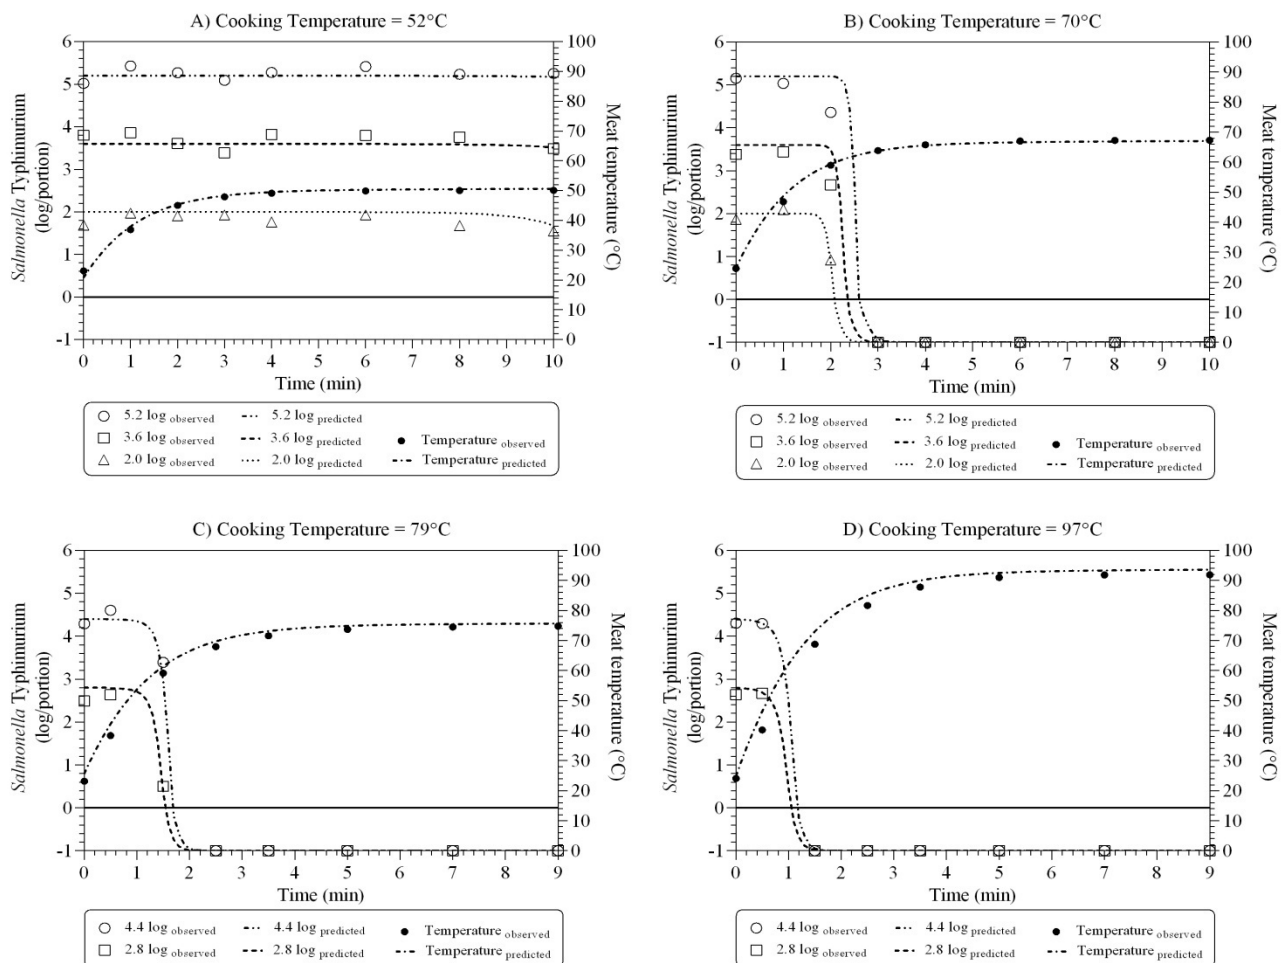 A) Cooking Temperature = 52°C
6
5
4
3
2
1
0
-1
100
90
80
70
60
50
40
30
20
10
0
Salmonella Typhimurium
(log/portion)
Meat temperature (°C)
0 1 2 3 4 5 6 7 8 9 10
Time (min)
5.2 log observed 5.2 log predicted
3.6 log observed 3.6 log predicted Temperature observed
2.0 log observed 2.0 log predicted Temperature predicted
B) Cooking Temperature = 70°C
6
5
4
3
2
1
0
-1
100
90
80
70
60
50
40
30
20
10
0
Salmonella Typhimurium
(log/portion)
Meat temperature (°C)
0 1 2 3 4 5 6 7 8 9 10
Time (min)
5.2 log observed 5.2 log predicted
3.6 log observed 3.6 log predicted Temperature observed
2.0 log observed 2.0 log predicted Temperature predicted
C) Cooking Temperature = 79°C
6
5
4
3
2
1
0
-1
100
90
80
70
60
50
40
30
20
10
0
Salmonella Typhimurium
(log/portion)
Meat temperature (°C)
0 1 2 3 4 5 6 7 8 9
Time (min)
4.4 log observed 4.4 log predicted Temperature observed
2.8 log observed 2.8 log predicted Temperature predicted
D) Cooking Temperature = 97°C
6
5
4
3
2
1
0
-1
100
90
80
70
60
50
40
30
20
10
0
Salmonella Typhimurium
(log/portion)
Meat temperature (°C)
0 1 2 3 4 5 6 7 8 9
Time (min)
4.4 log observed 4.4 log predicted Temperature observed
2.8 log observed 2.8 log predicted Temperature predicted